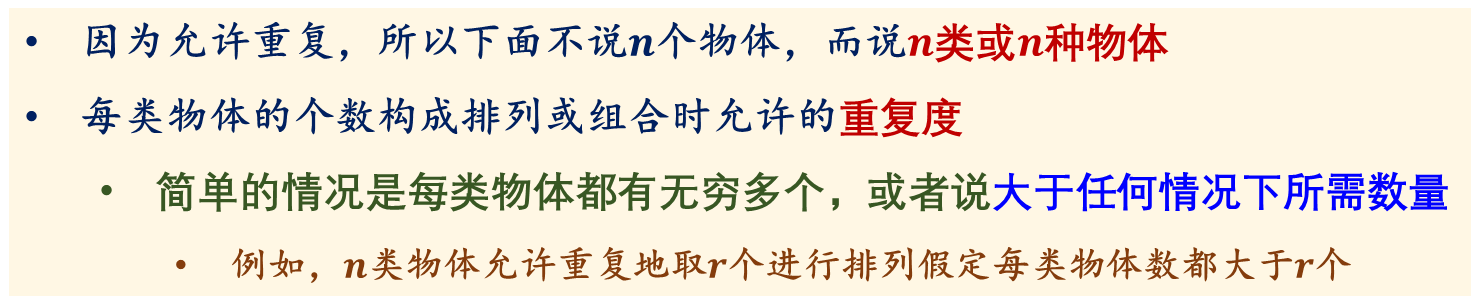 • 因为允许重复，所以下面不说n个物体，而说n类或n种物体
• 每类物体的个数构成排列或组合时允许的重复度
• 简单的情况是每类物体都有无穷多个，或者说大于任何情况下所需数量
• 例如，n类物体允许重复地取r个进行排列假定每类物体数都大于r个